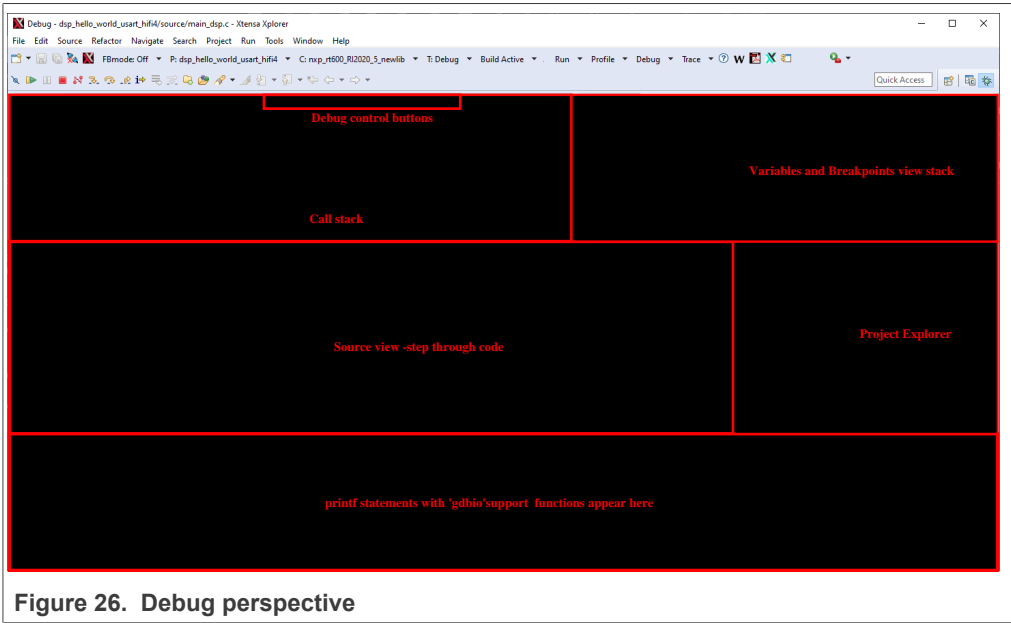 Debug - dsp_hello_world_usart_hifi4/source/main_dsp.c - Xtensa Xplorer
File Edit Source Refactor Navigate Search Project Run Tools Window Help
FBmode: Off P: dsp_hello_world_usart_hifi4 C: nxp_rt600_RI2020_5_newlib T: Debug Build Active Run Profile Debug Trace
Quick Access
Debug control buttons
Variables and Breakpoints view stack
Call stack
Source view -step through code
Project Explorer
printf statements with 'gdbio'support functions appear here
Figure 26. Debug perspective